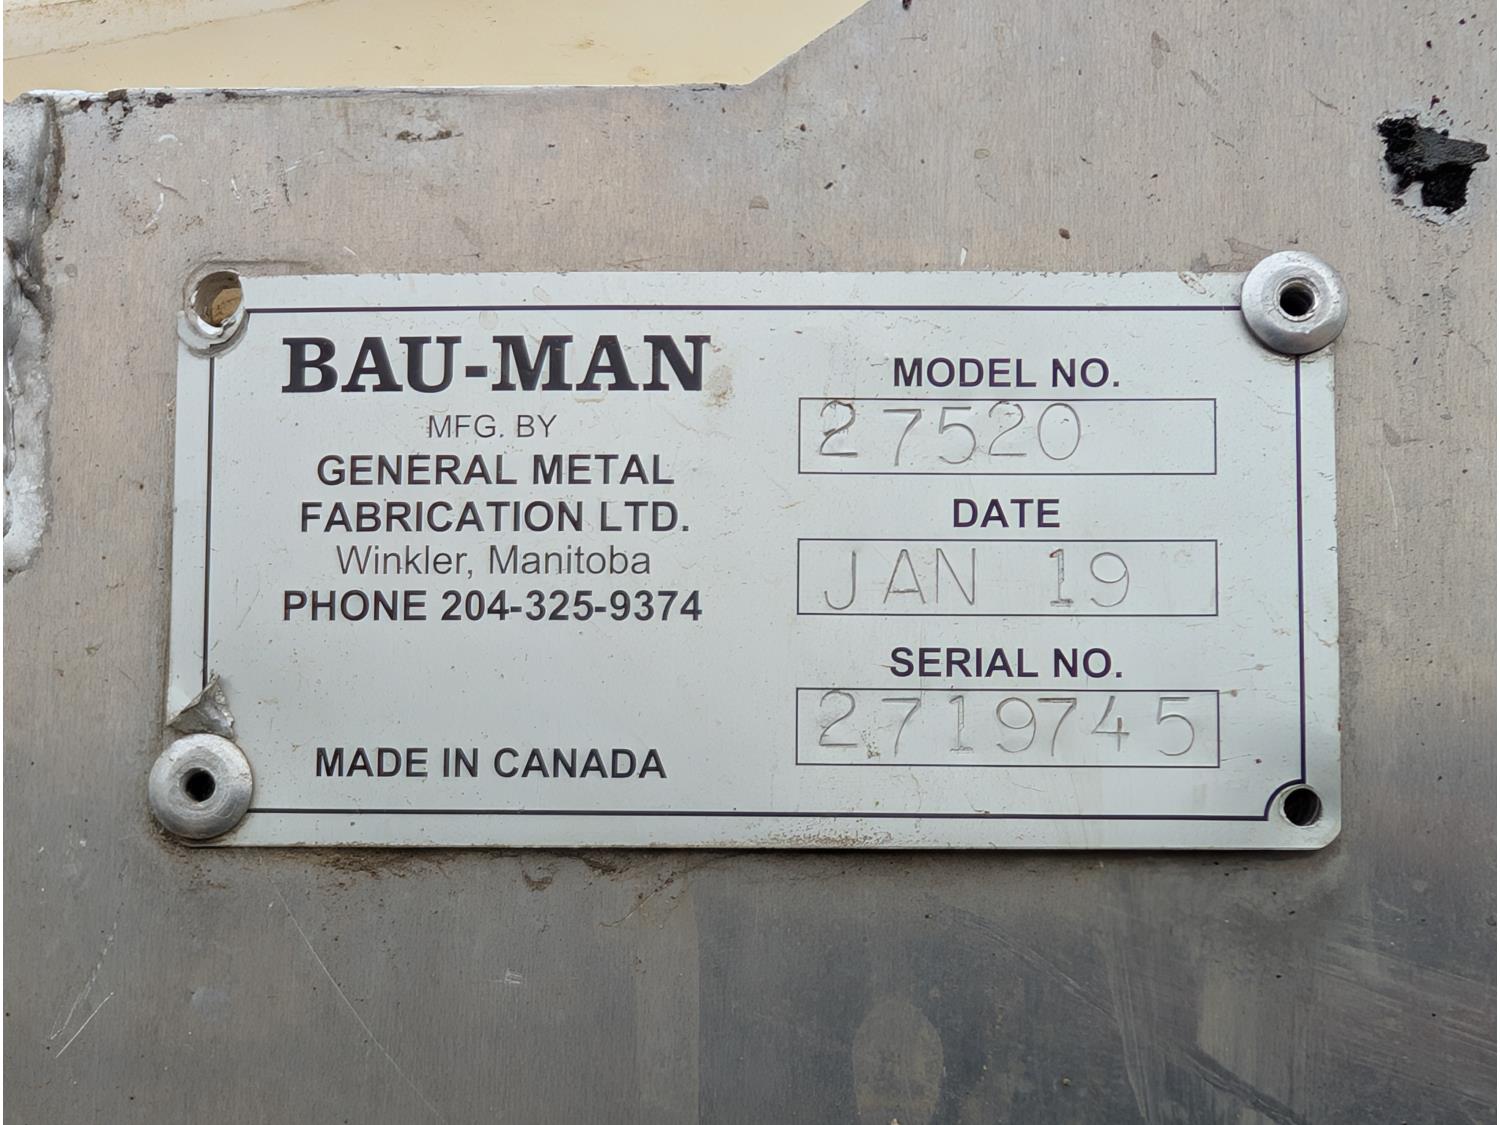 BAU-MAN
MFG. BY
GENERAL METAL
FABRICATION LTD.
Winkler, Manitoba
PHONE 204-325-9374
MADE IN CANADA
MODEL NO.
27520
DATE
JAN 19
SERIAL NO.
2719745